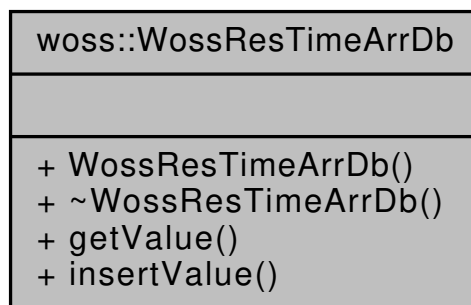 woss::WossResTimeArrDb
+ WossResTimeArrDb()
+ ~WossResTimeArrDb()
+ getValue()
+ insertValue()